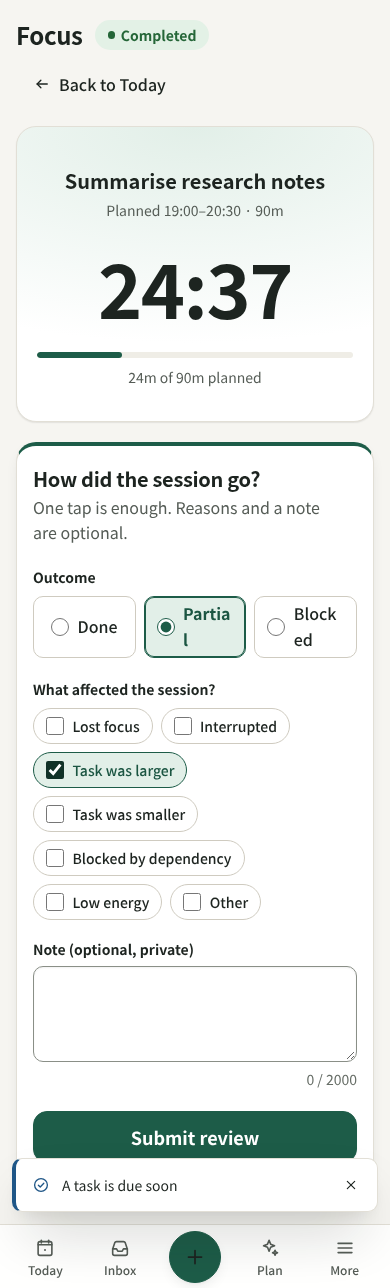 Focus
Completed
Back to Today
Summarise research notes
Planned 19:00–20:30 · 90m
24:37
24m of 90m planned
How did the session go?
One tap is enough. Reasons and a note
are optional.
Outcome
Done
Partia
l
Block
ed
What affected the session?
Lost focus
Interrupted
Task was larger
Task was smaller
Blocked by dependency
Low energy
Other
Note (optional, private)
0 / 2000
Submit review
A task is due soon
Today
Inbox
Plan
More